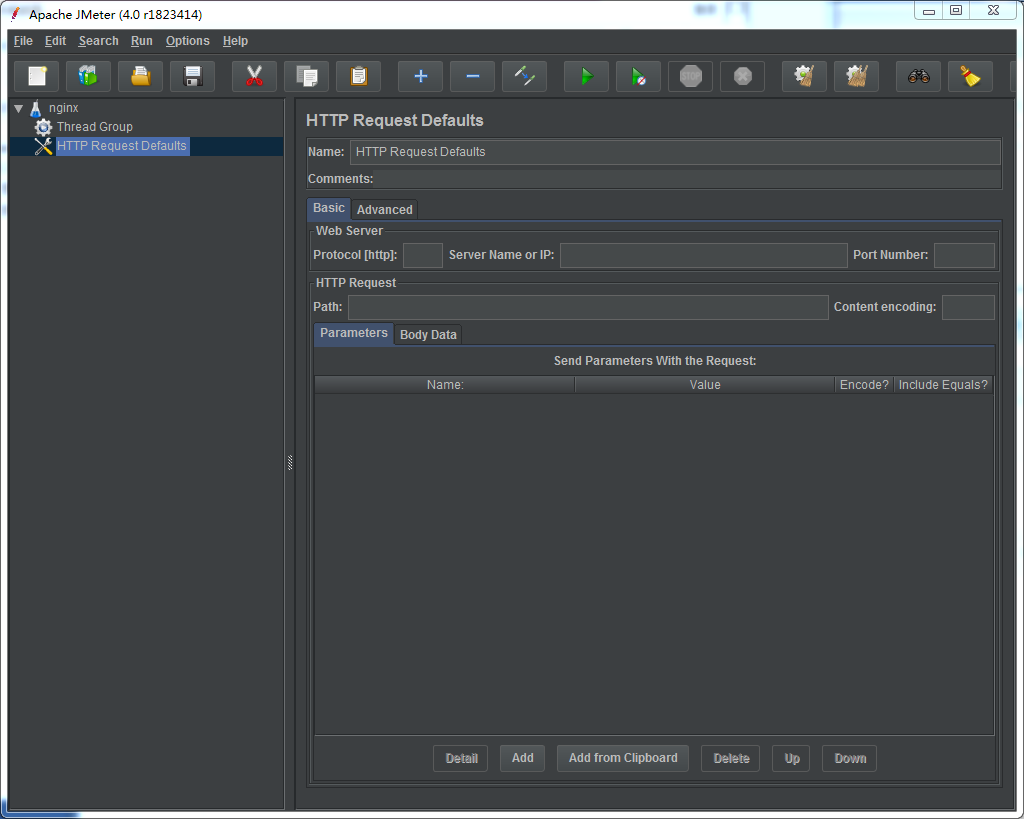 Apache JMeter (4.0 r1823414)
File Edit Search Run Options Help
STOP
nginx
Thread Group
HTTP Request Defaults
HTTP Request Defaults
Name: HTTP Request Defaults
Comments:
Basic Advanced
Web Server
Protocol [http]: Server Name or IP: Port Number:
HTTP Request
Path: Content encoding:
Parameters Body Data
Send Parameters With the Request:
Name: Value Encode? Include Equals?
Detail Add Add from Clipboard Delete Up Down